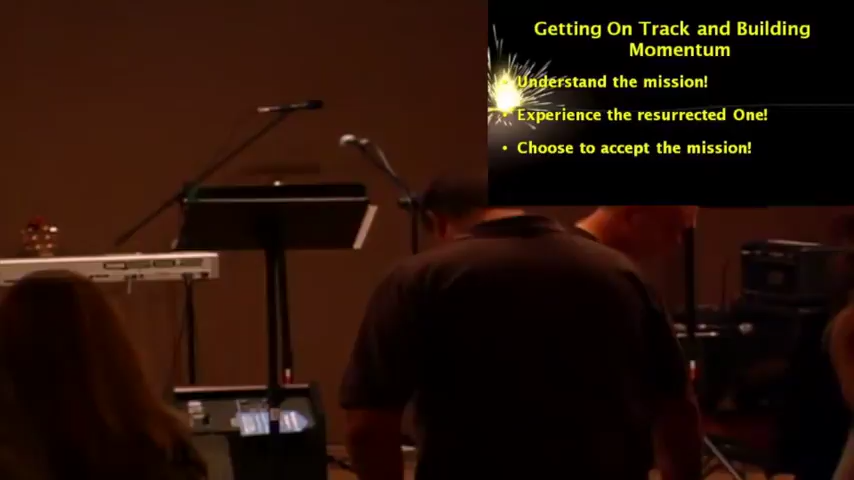 Getting On Track and Building
Momentum
• Understand the mission!
• Experience the resurrected One!
• Choose to accept the mission!